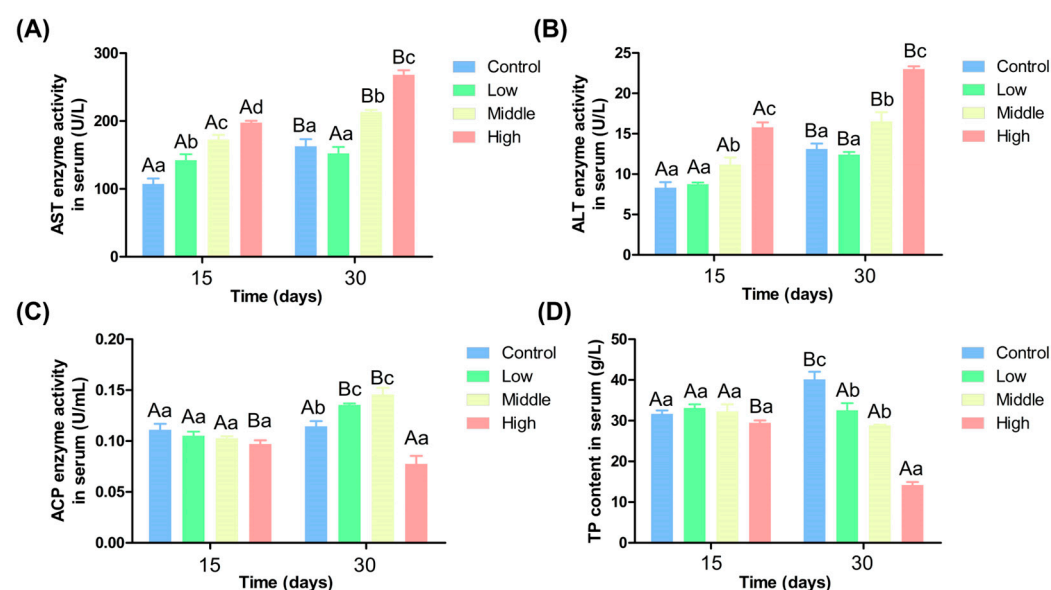 (A)
AST enzyme activity
in serum (U/L)
300
200
100
0
Aa
Ab
Ac
Ad
Ba
Aa
Bb
Bc
15
30
Time (days)
Control
Low
Middle
High
(B)
ALT enzyme activity
in serum (U/L)
25
20
15
10
5
0
Aa
Aa
Ab
Ac
Ba
Ba
Bb
Bc
15
30
Time (days)
Control
Low
Middle
High
(C)
ACP enzyme activity
in serum (U/mL)
0.20
0.15
0.10
0.05
0.00
Aa
Aa
Aa
Ba
Ab
Bc
Bc
Aa
15
30
Time (days)
Control
Low
Middle
High
(D)
TP content in serum (g/L)
50
40
30
20
10
0
Aa
Aa
Aa
Ba
Bc
Ab
Ab
Aa
15
30
Time (days)
Control
Low
Middle
High